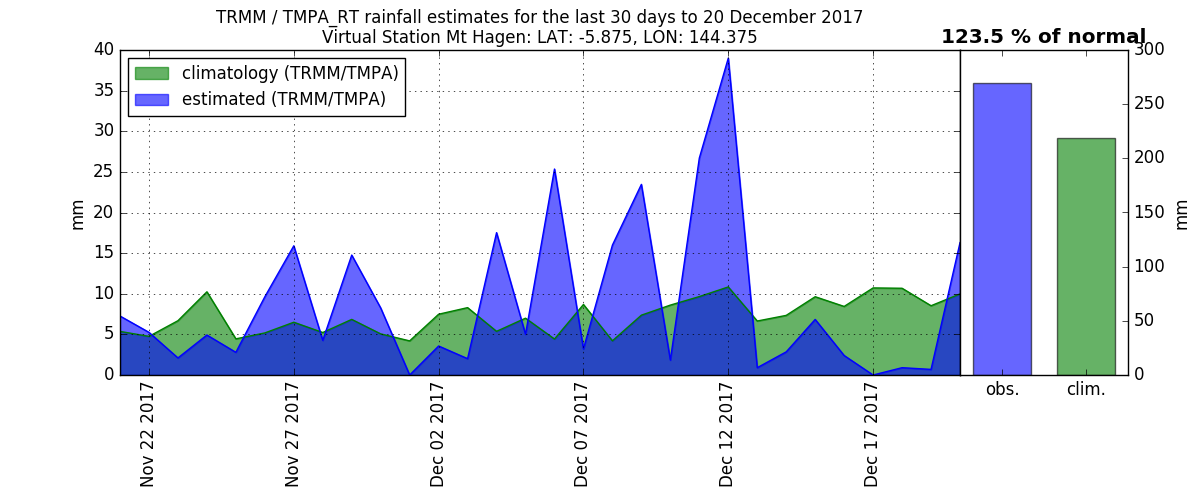 TRMM / TMPA_RT rainfall estimates for the last 30 days to 20 December 2017
Virtual Station Mt Hagen: LAT: -5.875, LON: 144.375
123.5 % of normal
climatology (TRMM/TMPA)
estimated (TRMM/TMPA)
40
35
30
25
20
15
10
5
0
mm
Nov 22 2017
Nov 27 2017
Dec 02 2017
Dec 07 2017
Dec 12 2017
Dec 17 2017
obs.
clim.
300
250
200
150
100
50
0
mm